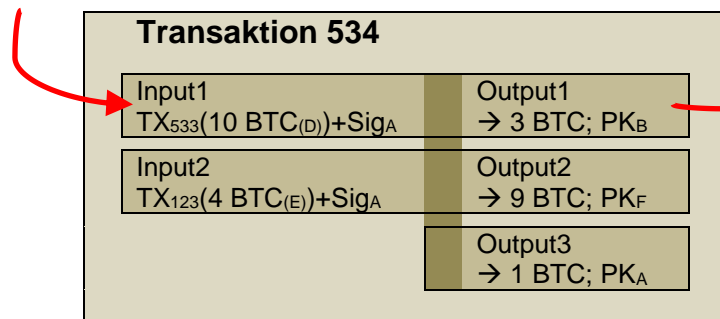 Transaktion 534
Input1
TX533(10 BTC(D))+SigA
Output1
→ 3 BTC; PKB
Input2
TX123(4 BTC(E))+SigA
Output2
→ 9 BTC; PKF
Output3
→ 1 BTC; PKA